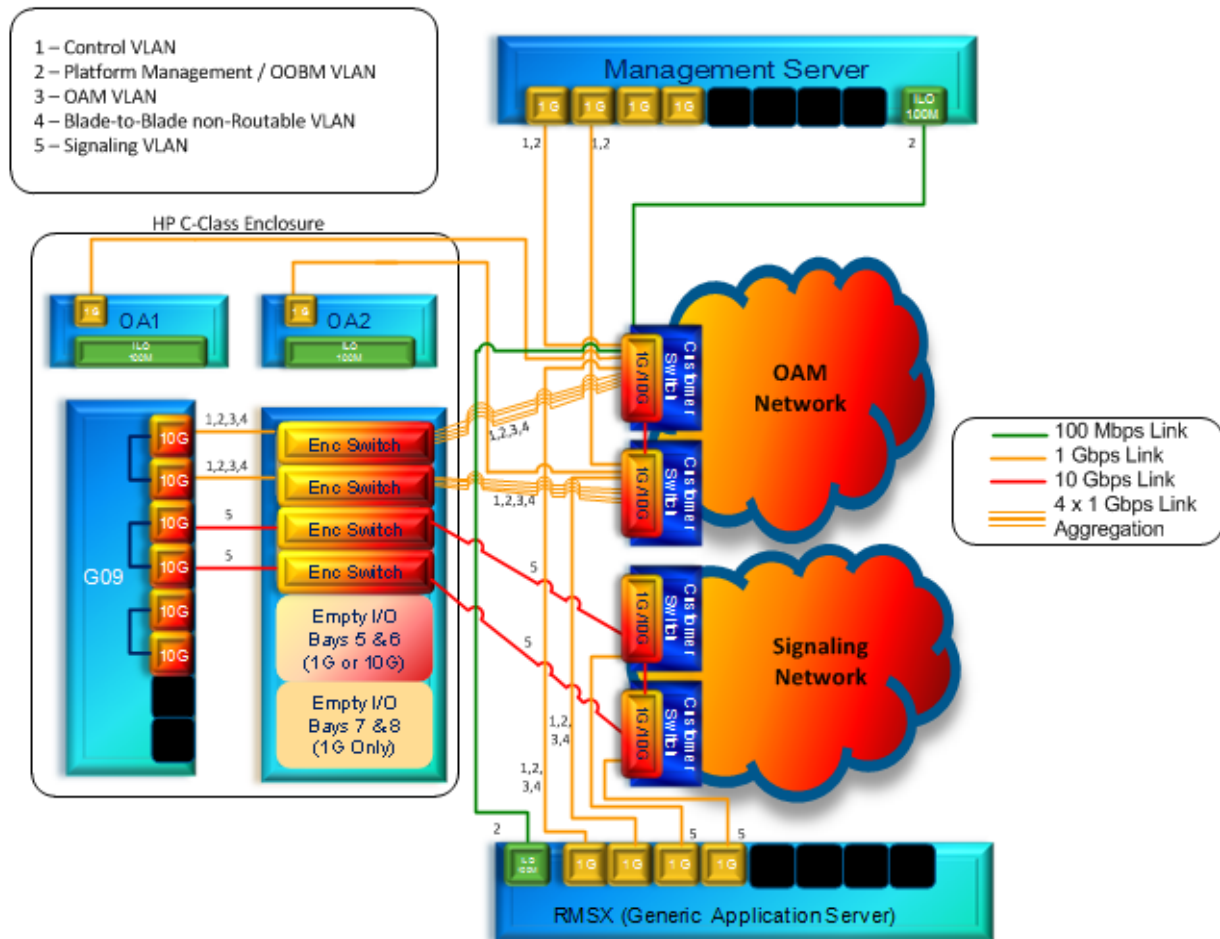 1 – Control VLAN
2 – Platform Management / OOBM VLAN
3 – OAM VLAN
4 – Blade-to-Blade non-Routable VLAN
5 – Signaling VLAN
Management Server
1G
1G
1G
1G
ILO
100M
1,2
1,2
2
HP C-Class Enclosure
1G
OA1
ILO
100M
1G
OA2
ILO
100M
G09
10G
10G
10G
10G
10G
10G
1,2,3,4
1,2,3,4
5
5
Enc Switch
Enc Switch
Enc Switch
Enc Switch
Empty I/O
Bays 5 & 6
(1G or 10G)
Empty I/O
Bays 7 & 8
(1G Only)
1,2,3,4
1,2,3,4
5
5
1G/10G
Customer
Switch
1G/10G
Customer
Switch
OAM
Network
1G/10G
Customer
Switch
1G/10G
Customer
Switch
Signaling
Network
100 Mbps Link
1 Gbps Link
10 Gbps Link
4 x 1 Gbps Link
Aggregation
1,2,
3,4
1,2,
3,4
2
5
5
ILO
100M
1G
1G
1G
1G
RMSX (Generic Application Server)